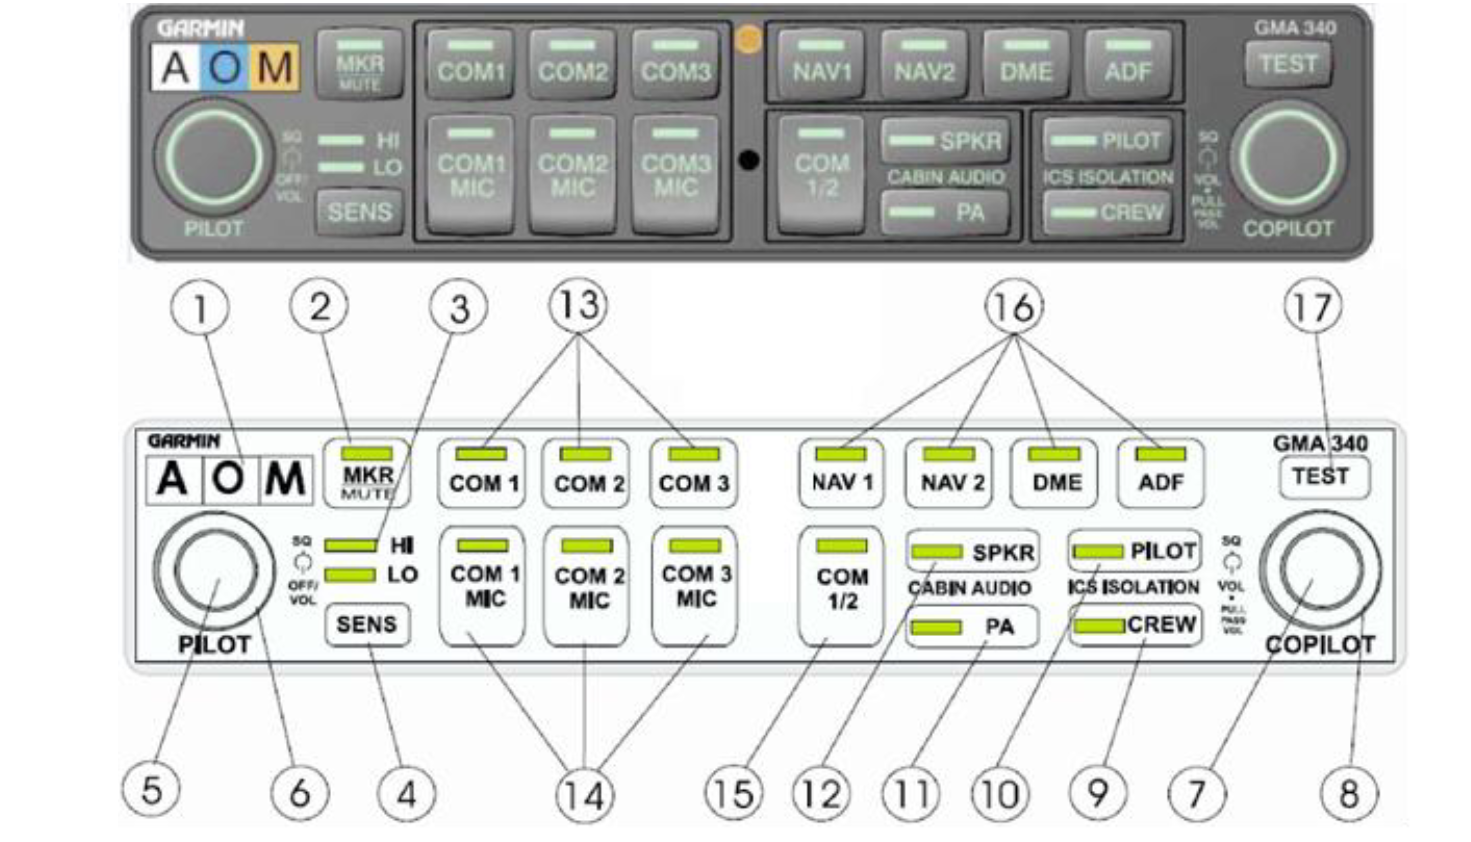 GARMIN
GMA 340
A O M
MKR
MUTE
COM1
COM2
COM3
NAV1
NAV2
DME
ADF
TEST
SQ
OFF/
VOL
HI
LO
SENS
PILOT
COM1
MIC
COM2
MIC
COM3
MIC
COM
1/2
SPKR
CABIN AUDIO
PA
PILOT
ICS ISOLATION
CREW
SQ
VOL
PULL
PASS
VOL
COPILOT
1
2
3
13
16
17
GARMIN
GMA 340
A O M
MKR
MUTE
COM 1
COM 2
COM 3
NAV 1
NAV 2
DME
ADF
TEST
SQ
OFF/
VOL
HI
LO
SENS
PILOT
COM 1
MIC
COM 2
MIC
COM 3
MIC
COM
1/2
SPKR
CABIN AUDIO
PA
PILOT
ICS ISOLATION
CREW
SQ
VOL
PULL
PASS
VOL
COPILOT
5
6
4
14
15
12
11
10
9
7
8